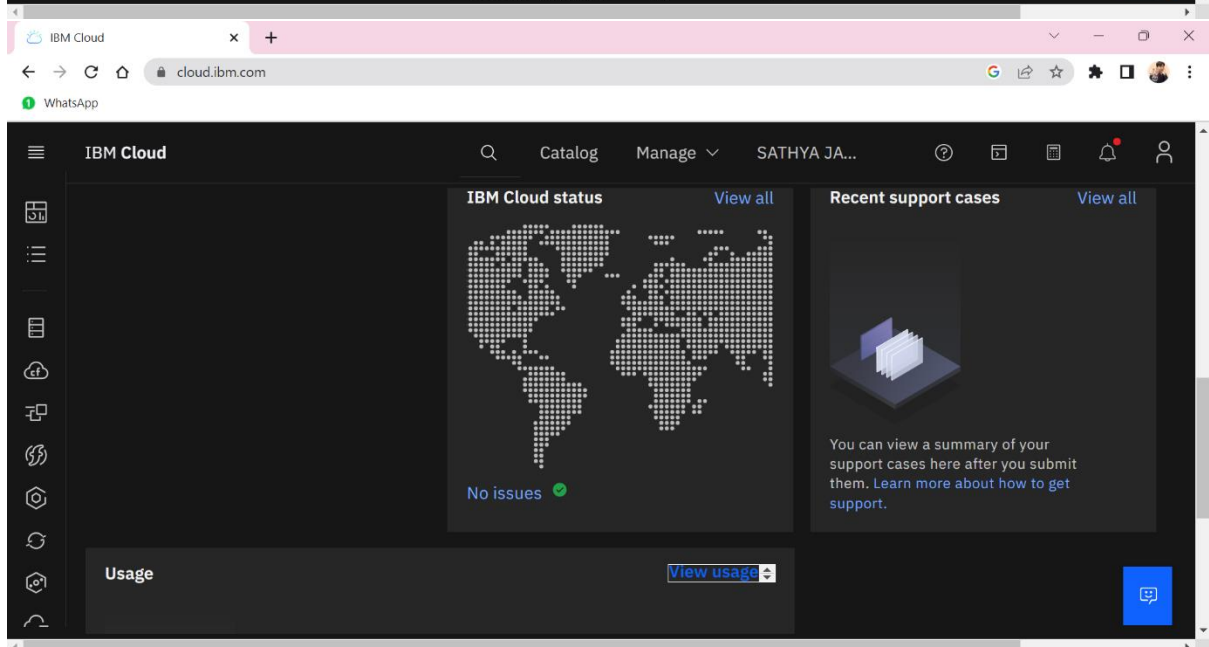 IBM Cloud
cloud.ibm.com
WhatsApp
IBM Cloud Catalog Manage SATHYA JA...
IBM Cloud status View all Recent support cases View all
You can view a summary of your
support cases here after you submit
them. Learn more about how to get
support.
No issues
Usage View usage